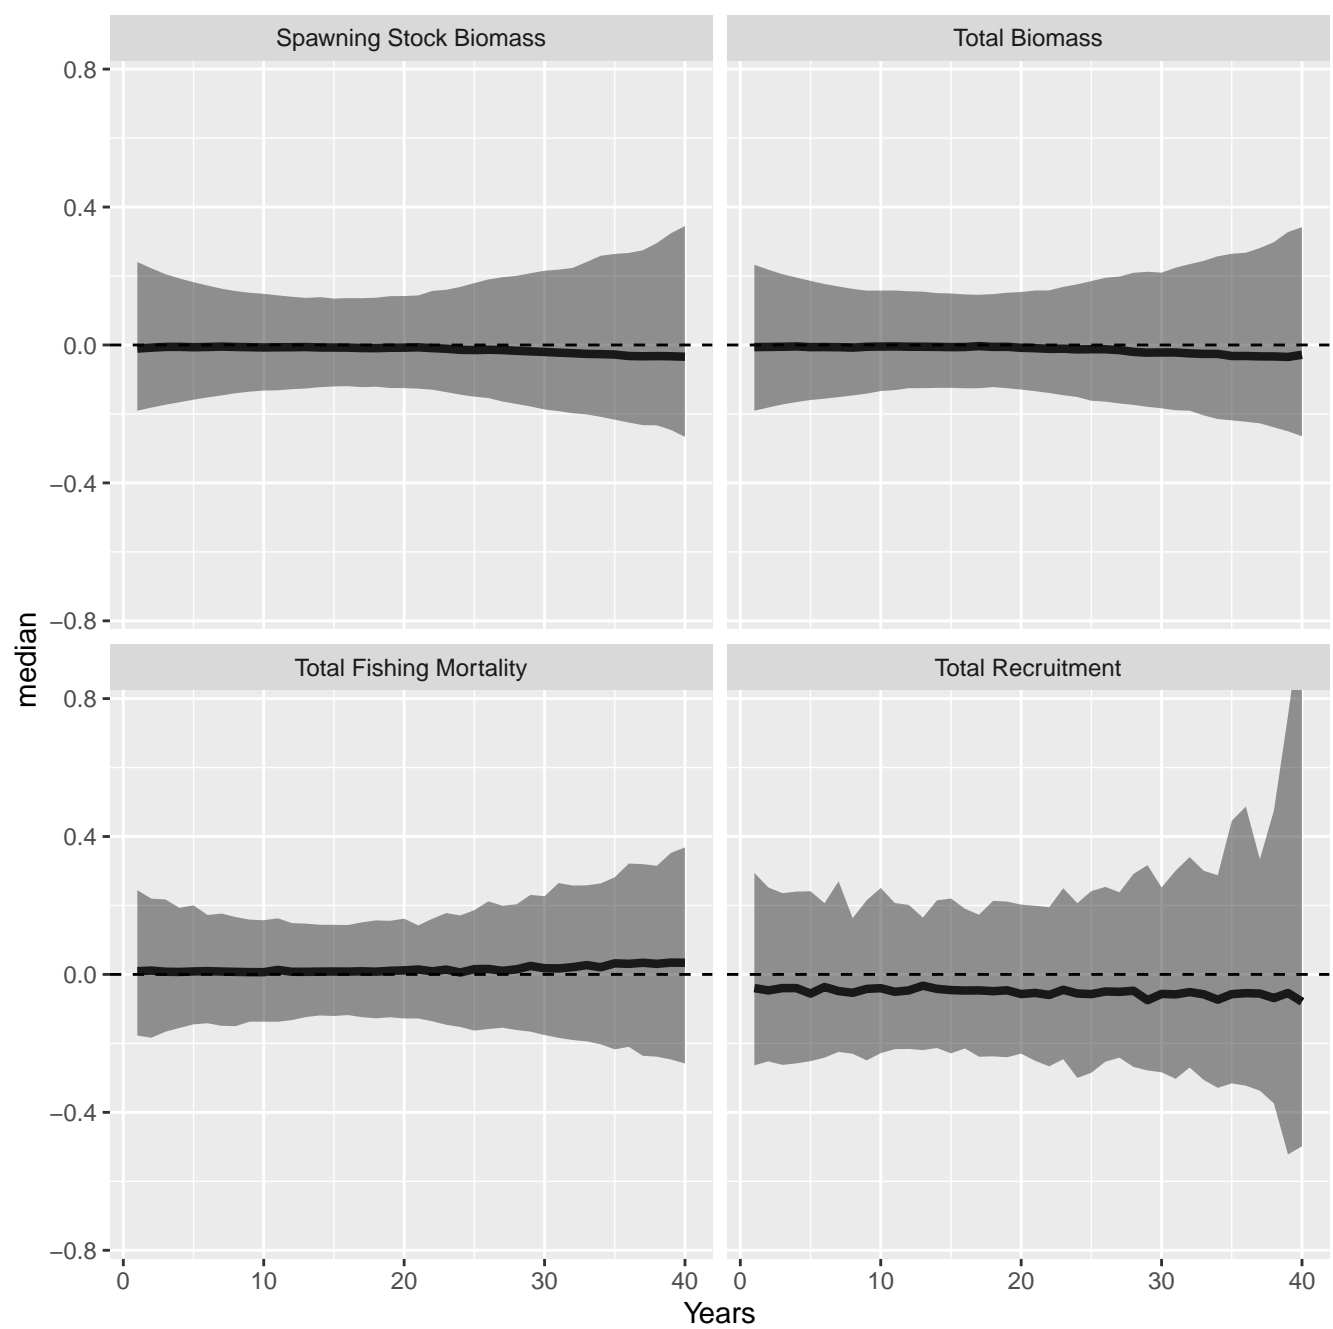 Spawning Stock Biomass
Total Biomass
0.8
0.4
0.0
−0.4
−0.8
median
Total Fishing Mortality
Total Recruitment
0.8
0.4
0.0
−0.4
−0.8
0 10 20 30 40
0 10 20 30 40
Years